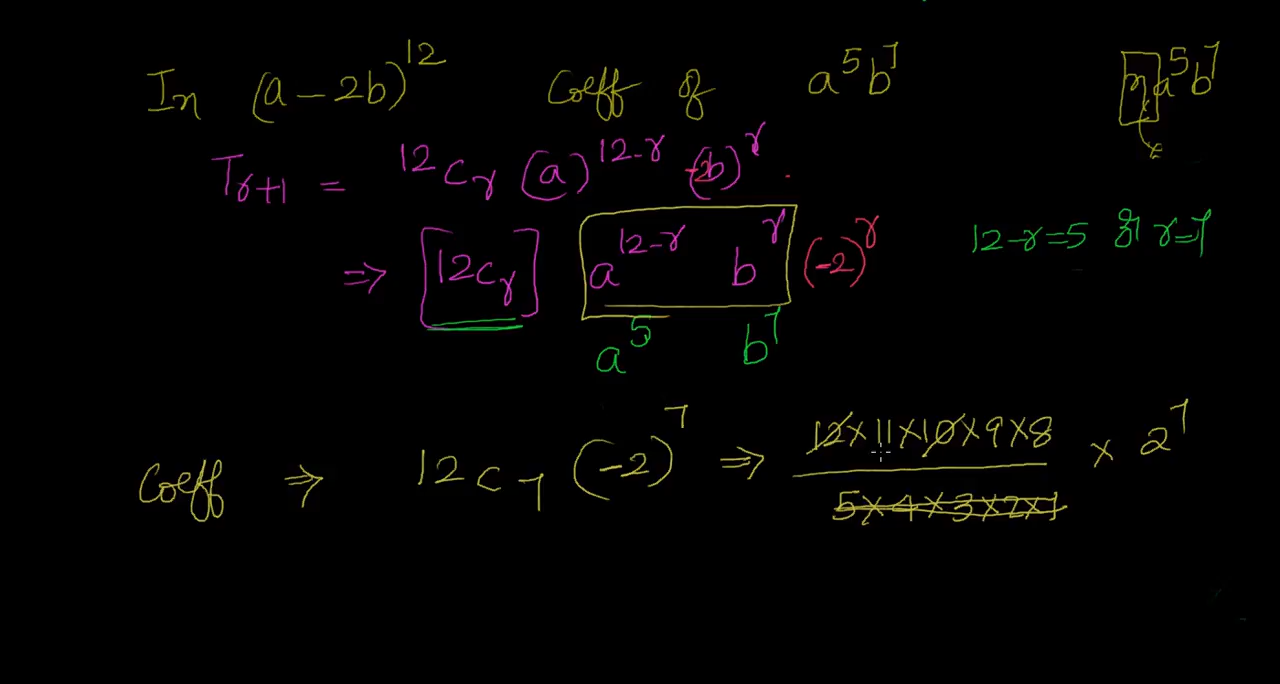 In (a-2b)^12 Coeff of a^5 b^7 a^5 b^7
T_{r+1} = 12C_r (a)^{12-r} (-2b)^r .
⇒ [12C_r] a^{12-r} b^r (-2)^r 12-r=5 r=7
a^5 b^7
Coeff ⇒ 12C_7 (-2)^7 ⇒ 12×11×10×9×8 / 5×4×3×2×1 × 2^7